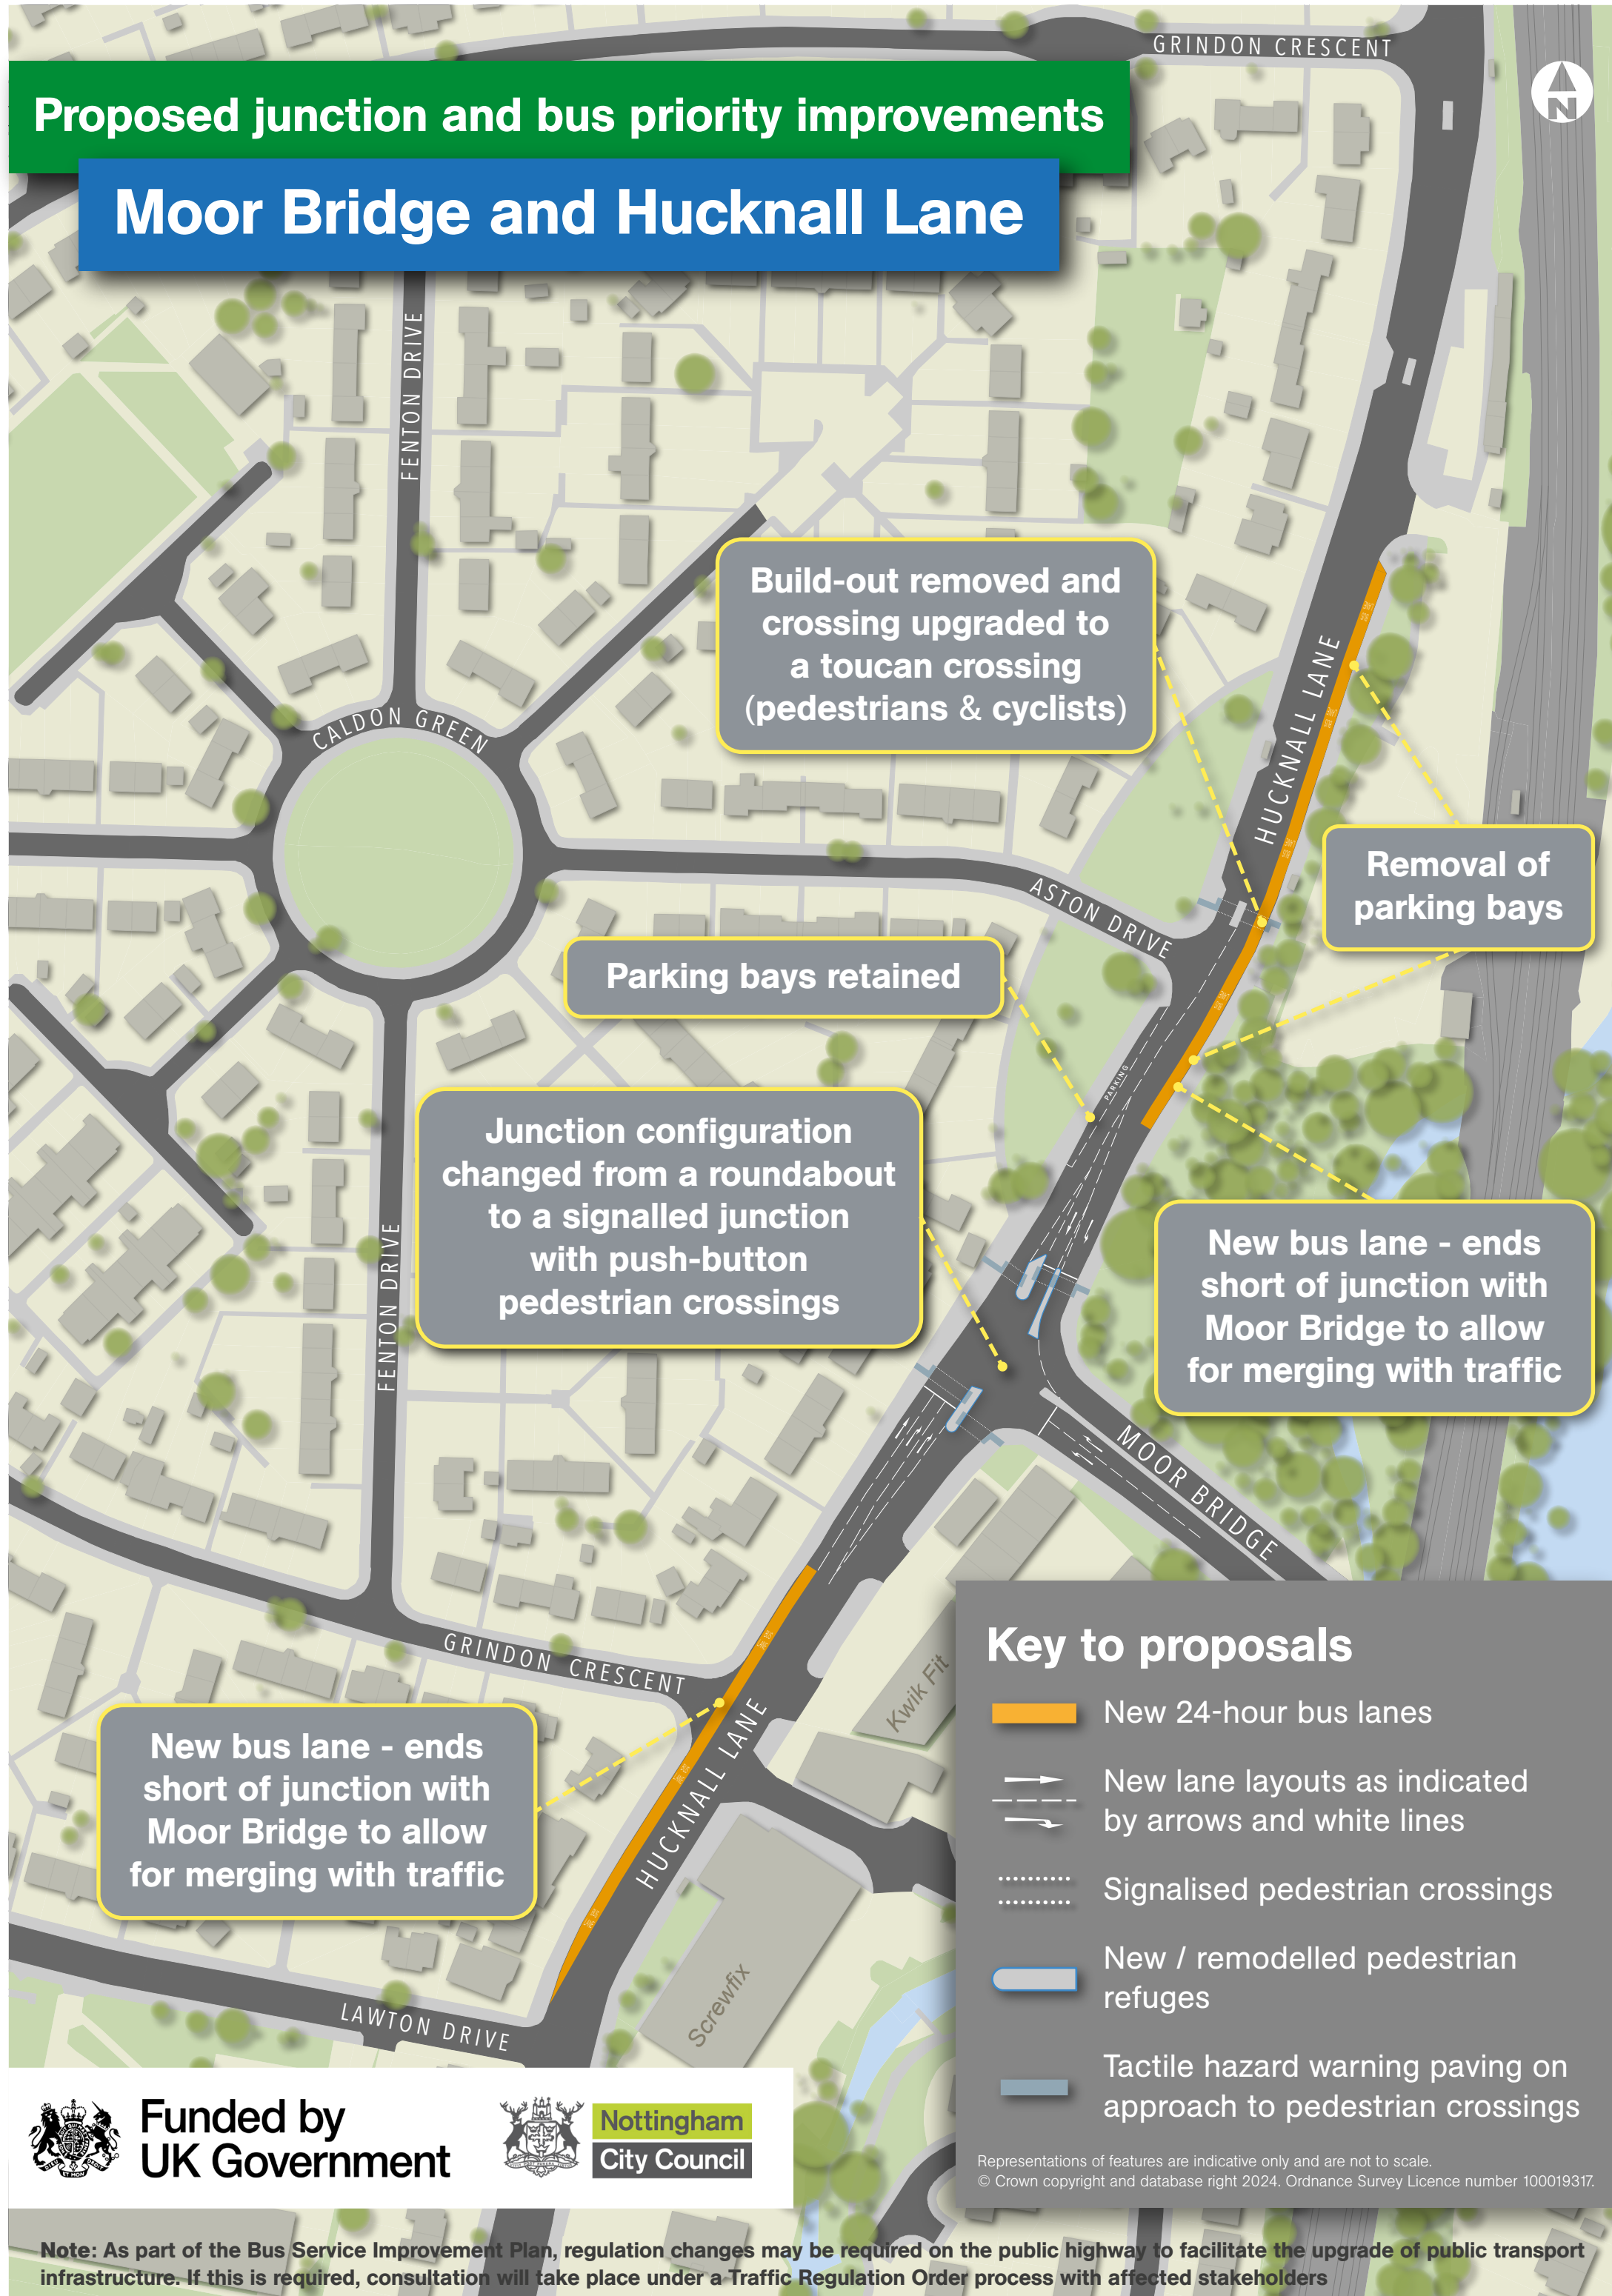 GRINDON CRESCENT
Proposed junction and bus priority improvements
Moor Bridge and Hucknall Lane
N
FENTON DRIVE
Build-out removed and
crossing upgraded to
a toucan crossing
(pedestrians & cyclists)
HUCKNALL LANE
CALDON GREEN
Removal of
parking bays
ASTON DRIVE
Parking bays retained
PARKING
Junction configuration
changed from a roundabout
to a signalled junction
with push-button
pedestrian crossings
New bus lane - ends
short of junction with
Moor Bridge to allow
for merging with traffic
FENTON DRIVE
MOOR BRIDGE
GRINDON CRESCENT
Kwik Fit
HUCKNALL LANE
New bus lane - ends
short of junction with
Moor Bridge to allow
for merging with traffic
Screwfix
LAWTON DRIVE
Key to proposals
New 24-hour bus lanes
New lane layouts as indicated
by arrows and white lines
Signalised pedestrian crossings
New / remodelled pedestrian
refuges
Tactile hazard warning paving on
approach to pedestrian crossings
Representations of features are indicative only and are not to scale.
© Crown copyright and database right 2024. Ordnance Survey Licence number 100019317.
Funded by
UK Government
Nottingham
City Council
Note: As part of the Bus Service Improvement Plan, regulation changes may be required on the public highway to facilitate the upgrade of public transport
infrastructure. If this is required, consultation will take place under a Traffic Regulation Order process with affected stakeholders